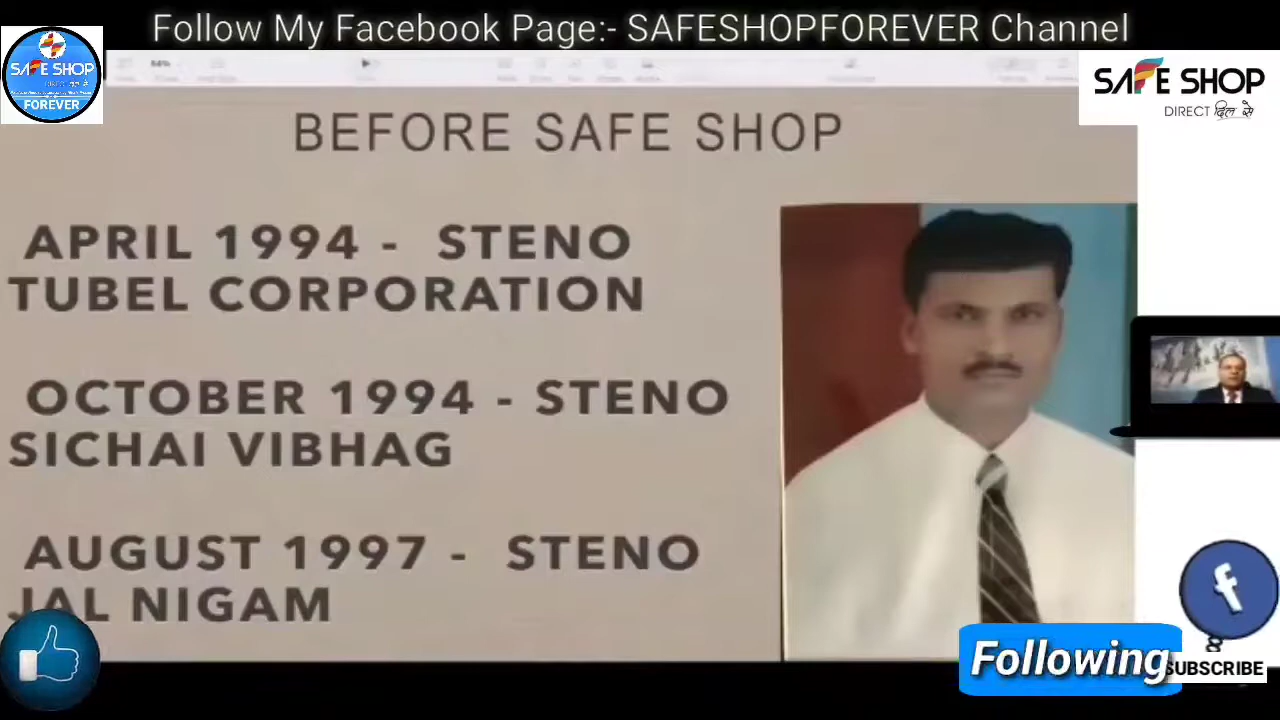 Follow My Facebook Page:- SAFESHOPFOREVER Channel
SAFE SHOP
DIRECT दिल से
FOREVER
SAFE SHOP
DIRECT दिल से
BEFORE SAFE SHOP
APRIL 1994 - STENO
TUBEL CORPORATION
OCTOBER 1994 - STENO
SICHAI VIBHAG
AUGUST 1997 - STENO
JAL NIGAM
Following
SUBSCRIBE